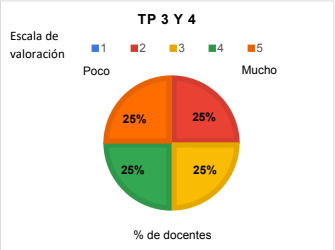 TP 3 Y 4
Escala de
valoración
1 2 3 4 5
Poco Mucho
25% 25%
25% 25%
% de docentes